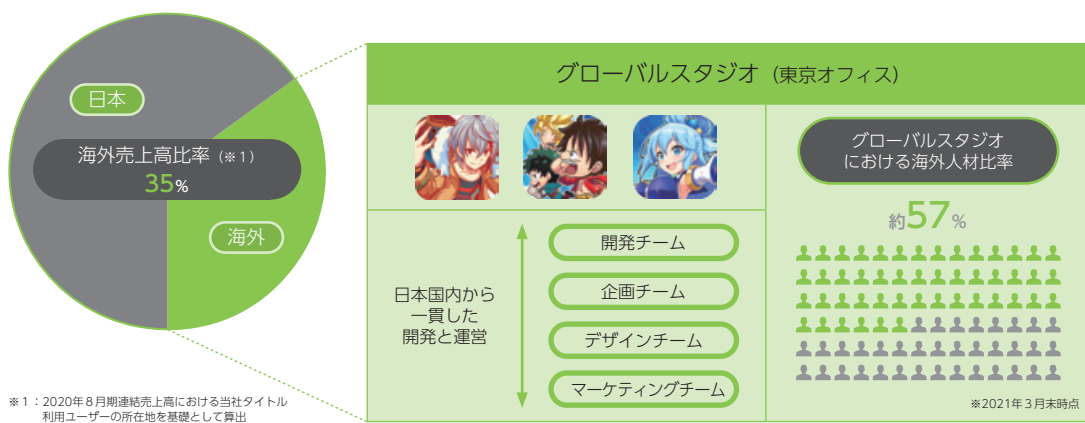 日本
海外売上高比率（※１）
35%
海外
※１：2020年８月期連結売上高における当社タイトル
利用ユーザーの所在地を基礎として算出
グローバルスタジオ（東京オフィス）
日本国内から
一貫した
開発と運営
開発チーム
企画チーム
デザインチーム
マーケティングチーム
グローバルスタジオ
における海外人材比率
約57%
※2021年３月末時点